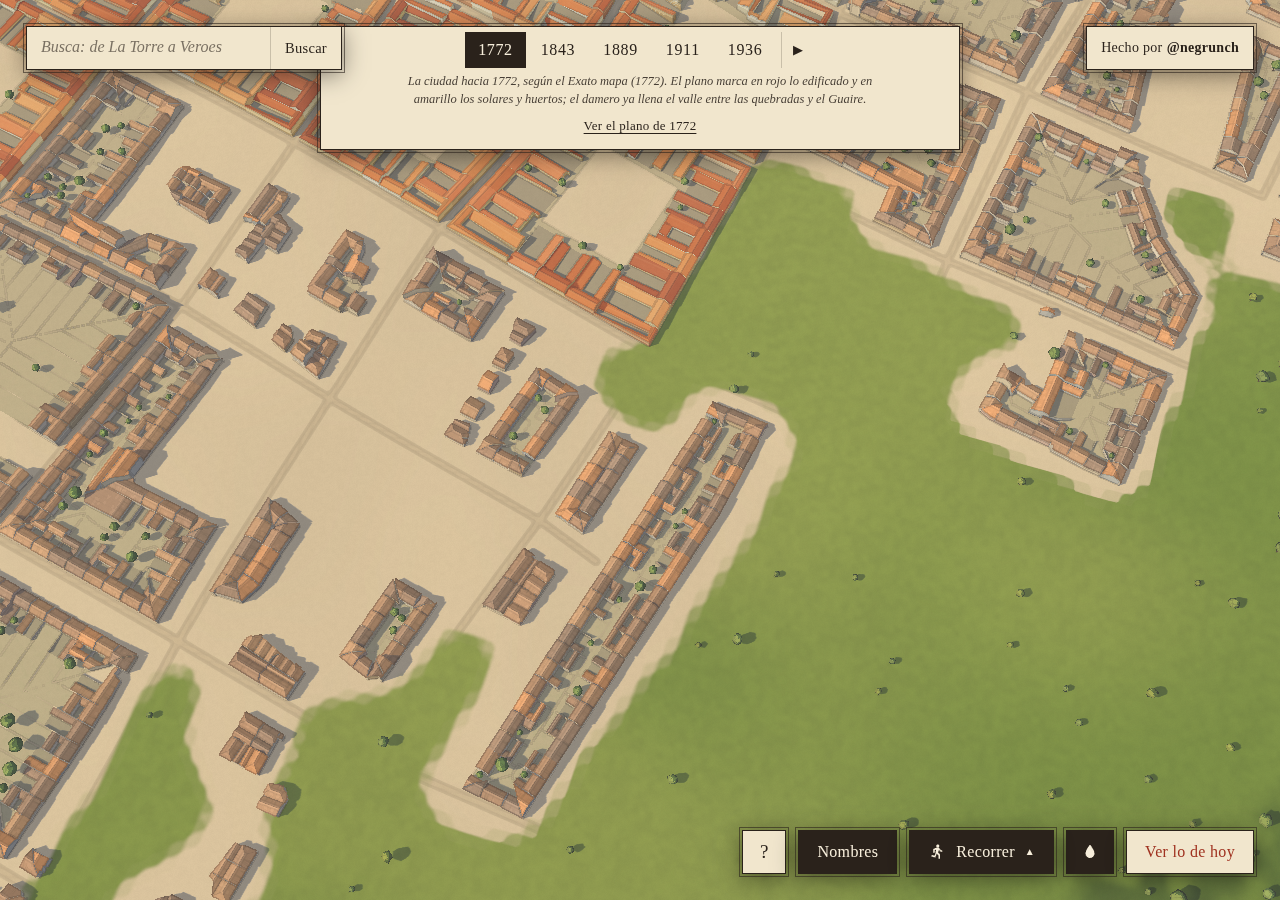 Busca: de La Torre a Veroes
Buscar
1772 1843 1889 1911 1936 ▶
Hecho por @negrunch
La ciudad hacia 1772, según el Exato mapa (1772). El plano marca en rojo lo edificado y en
amarillo los solares y huertos; el damero ya llena el valle entre las quebradas y el Guaire.
Ver el plano de 1772
?
Nombres
Recorrer ▲
Ver lo de hoy